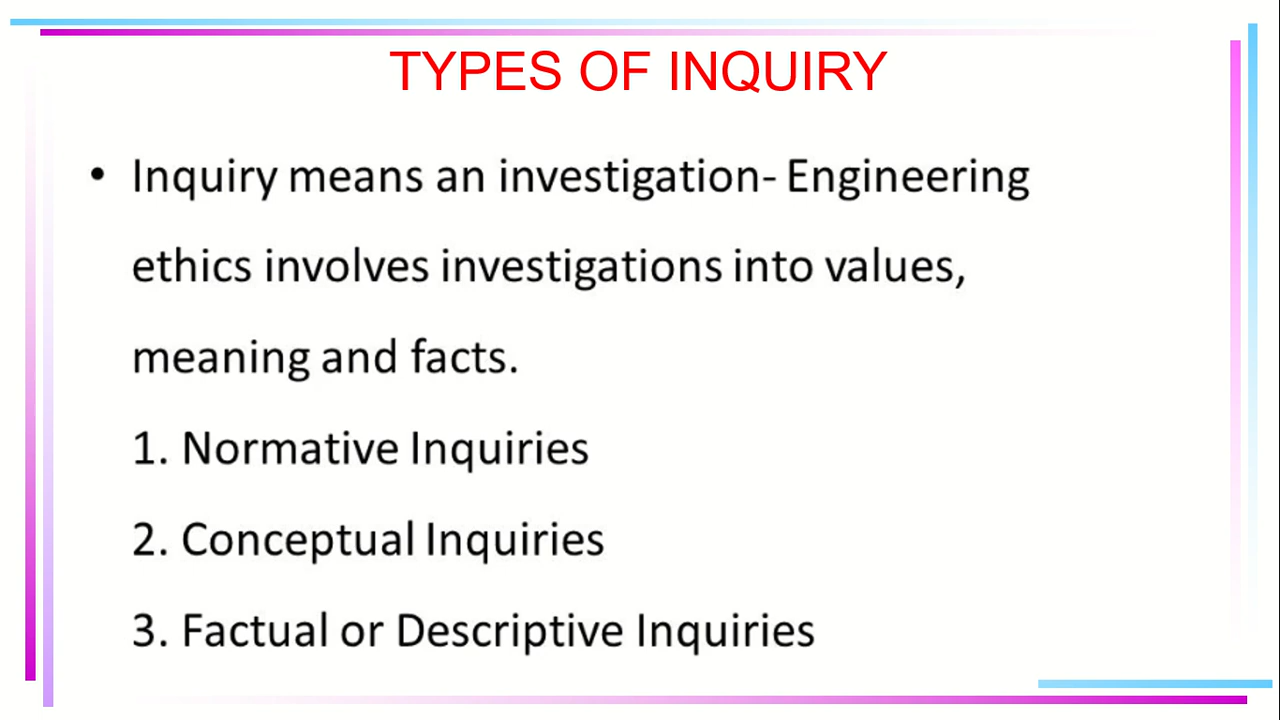 TYPES OF INQUIRY
• Inquiry means an investigation- Engineering
ethics involves investigations into values,
meaning and facts.
1. Normative Inquiries
2. Conceptual Inquiries
3. Factual or Descriptive Inquiries